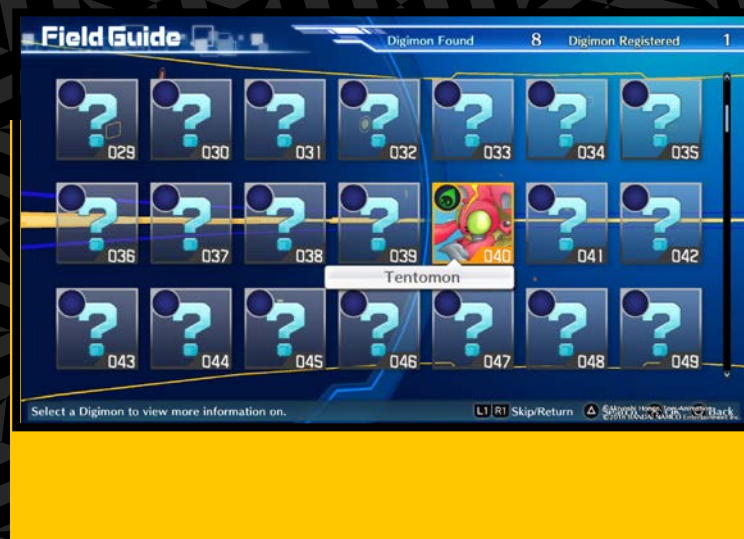 Field Guide
Digimon Found 8 Digimon Registered 1
029 030 031 032 033 034 035
036 037 038 039 040 041 042
Tentomon
043 044 045 046 047 048 049
Select a Digimon to view more information on.
L1 R1 Skip/Return Back